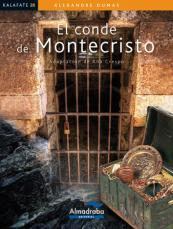 KALAFATE 28
ALEXANDRE DUMAS
El conde
de Montecristo
Adaptación de Ana Crespo
Almadraba
EDITORIAL